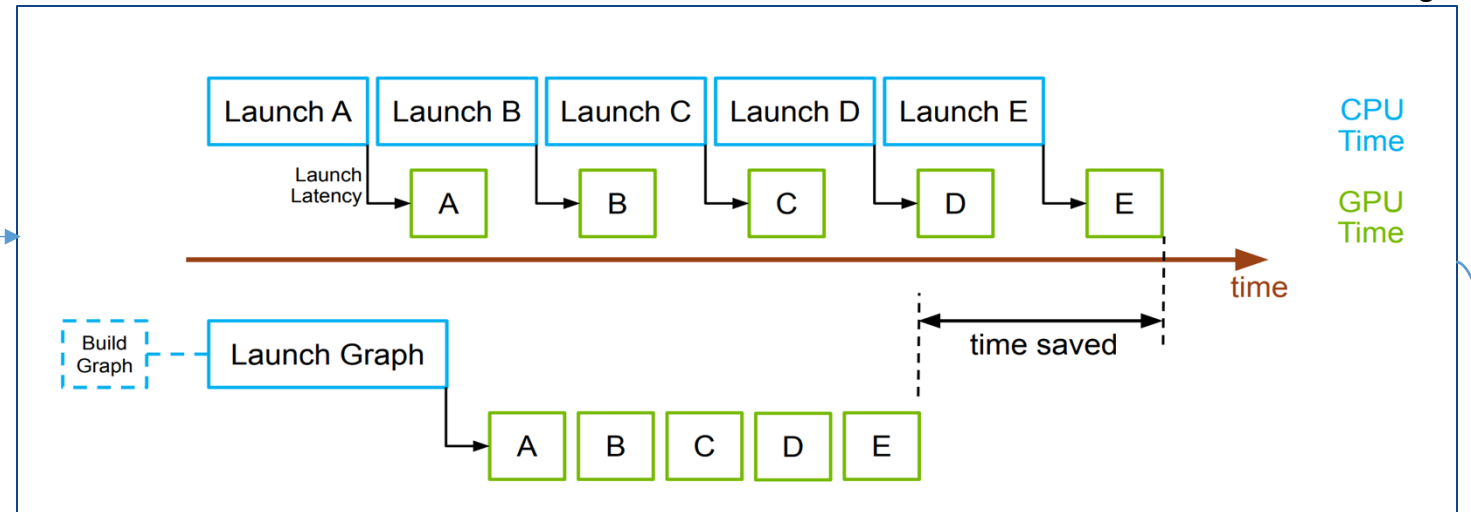 Launch A
Launch B
Launch C
Launch D
Launch E
CPU
Time
Launch
Latency
A
B
C
D
E
GPU
Time
time
Build
Graph
Launch Graph
time saved
A
B
C
D
E